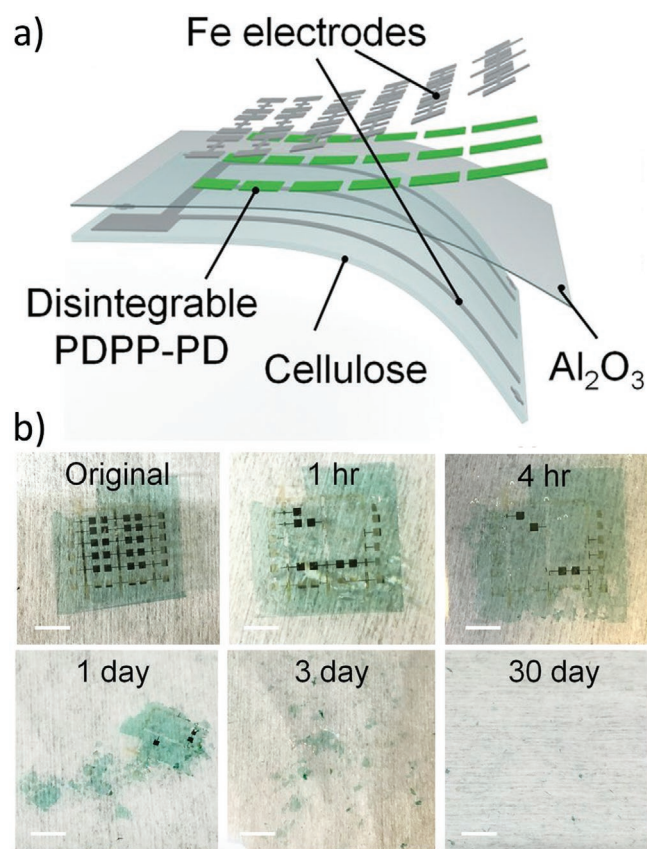 a)
Fe electrodes
Disintegrable
PDPP-PD
Cellulose
Al₂O₃
b)
Original
1 hr
4 hr
1 day
3 day
30 day